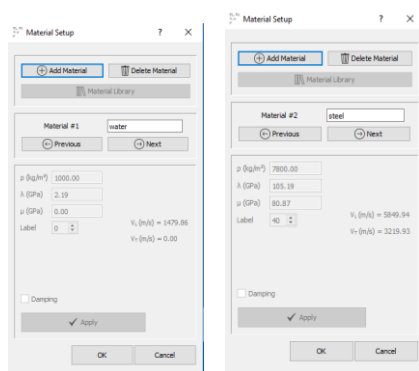 Material Setup ? ×
Add Material Delete Material
Material Library
Material #1 water
Previous Next
ρ (kg/m³) 1000.00
λ (GPa) 2.19
μ (GPa) 0.00
Label 0
V_L (m/s) = 1479.86
V_T (m/s) = 0.00
Damping
Apply
OK Cancel
Material Setup ? ×
Add Material Delete Material
Material Library
Material #2 steel
Previous Next
ρ (kg/m³) 7800.00
λ (GPa) 105.19
μ (GPa) 80.87
Label 40
V_L (m/s) = 5849.94
V_T (m/s) = 3219.93
Damping
Apply
OK Cancel